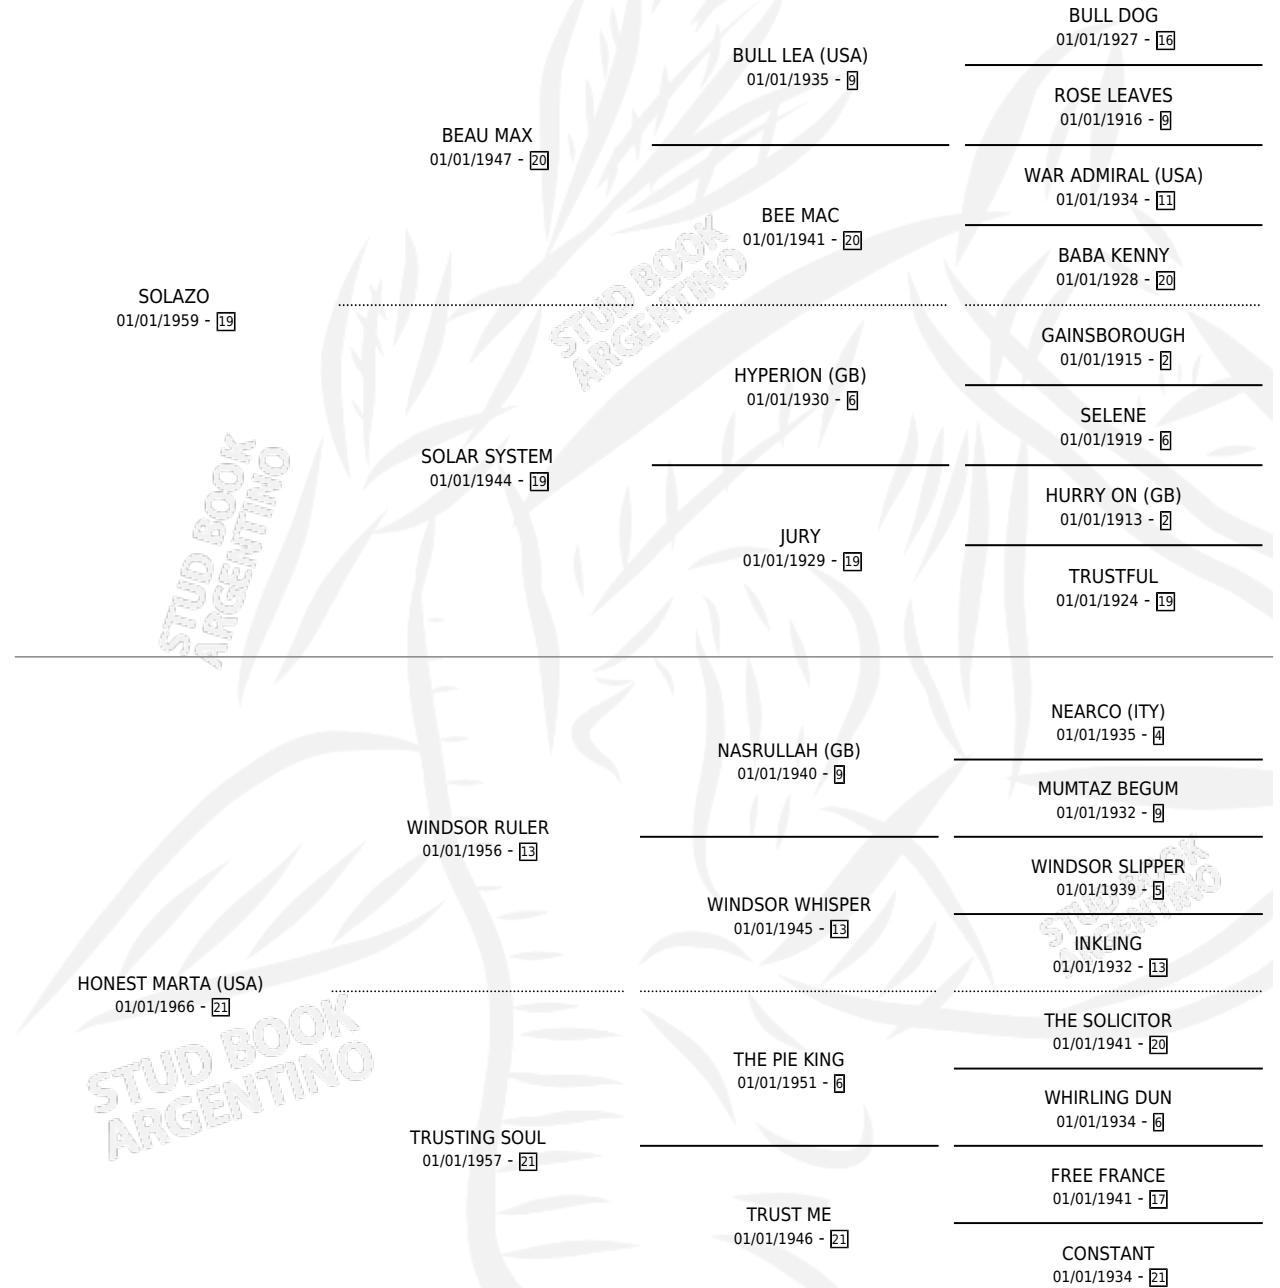 BULL DOG
01/01/1927 - 16
BULL LEA (USA)
01/01/1935 - 9
ROSE LEAVES
01/01/1916 - 9
BEAU MAX
01/01/1947 - 20
WAR ADMIRAL (USA)
01/01/1934 - 11
BEE MAC
01/01/1941 - 20
BABA KENNY
01/01/1928 - 20
SOLAZO
01/01/1959 - 19
STUD BOOK
ARGENTINO
GAINSBOROUGH
01/01/1915 - 2
HYPERION (GB)
01/01/1930 - 6
SELENE
01/01/1919 - 6
SOLAR SYSTEM
01/01/1944 - 19
HURRY ON (GB)
01/01/1913 - 2
JURY
01/01/1929 - 19
TRUSTFUL
01/01/1924 - 19
STUD BOOK
ARGENTINO
NEARCO (ITY)
01/01/1935 - 4
NASRULLAH (GB)
01/01/1940 - 9
MUMTAZ BEGUM
01/01/1932 - 9
WINDSOR RULER
01/01/1956 - 13
WINDSOR SLIPPER
01/01/1939 - 5
WINDSOR WHISPER
01/01/1945 - 13
STUD BOOK
ARGENTINO
INKLING
01/01/1932 - 13
HONEST MARTA (USA)
01/01/1966 - 21
THE SOLICITOR
01/01/1941 - 20
THE PIE KING
01/01/1951 - 6
STUD BOOK
ARGENTINO
WHIRLING DUN
01/01/1934 - 6
TRUSTING SOUL
01/01/1957 - 21
FREE FRANCE
01/01/1941 - 17
TRUST ME
01/01/1946 - 21
CONSTANT
01/01/1934 - 21